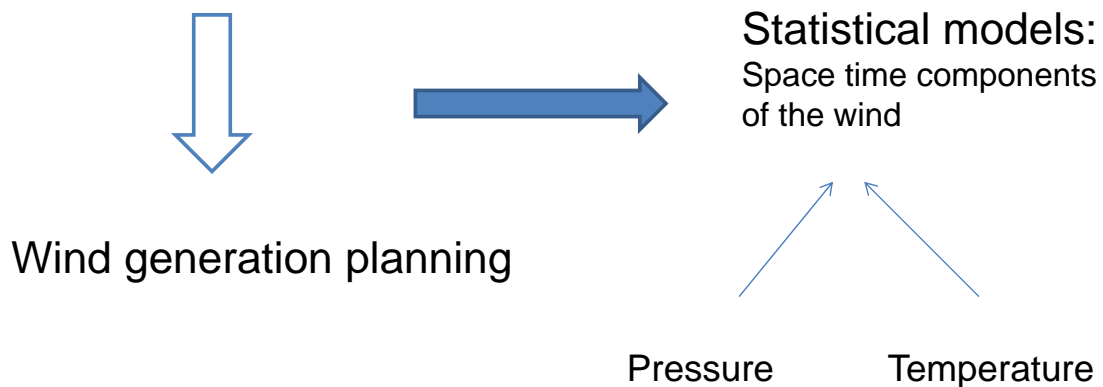 Statistical models:
Space time components
of the wind
Wind generation planning
Pressure
Temperature